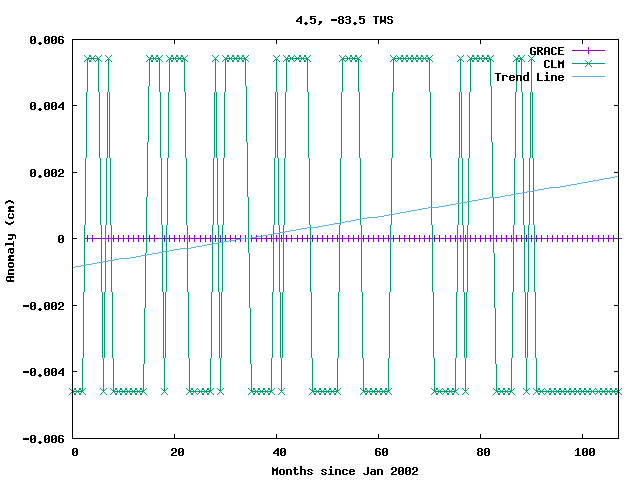 4.5, -83.5 TWS
0.006
0.004
0.002
0
-0.002
-0.004
-0.006
Anomaly (cm)
GRACE
CLM
Trend Line
0 20 40 60 80 100
Months since Jan 2002